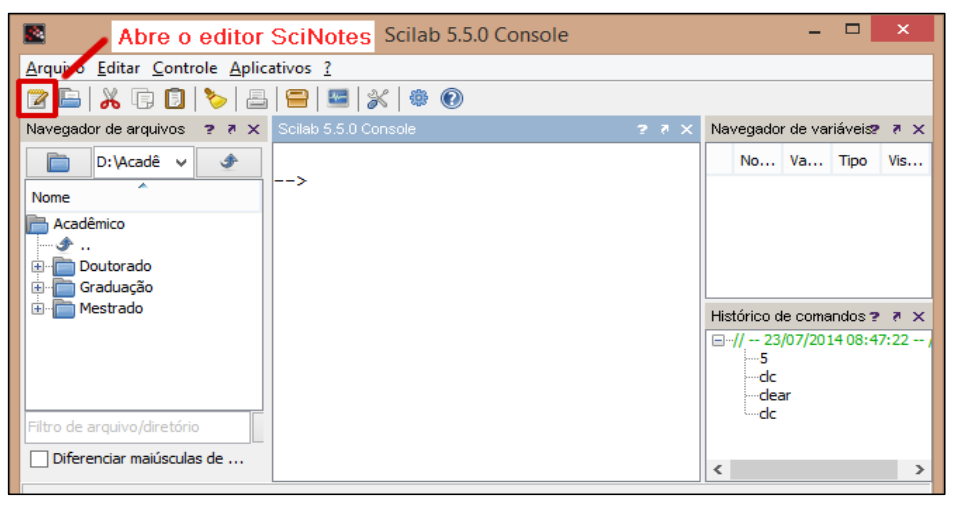 Abre o editor SciNotes
Scilab 5.5.0 Console
Arquivo Editar Controle Aplicativos ?
Navegador de arquivos
D:\Acadê
Nome
Acadêmico
..
Doutorado
Graduação
Mestrado
Filtro de arquivo/diretório
Diferenciar maiúsculas de ...
Scilab 5.5.0 Console
-->
Navegador de variáveis
No... Va... Tipo Vis...
Histórico de comandos
// -- 23/07/2014 08:47:22 -- /
5
clc
clear
clc